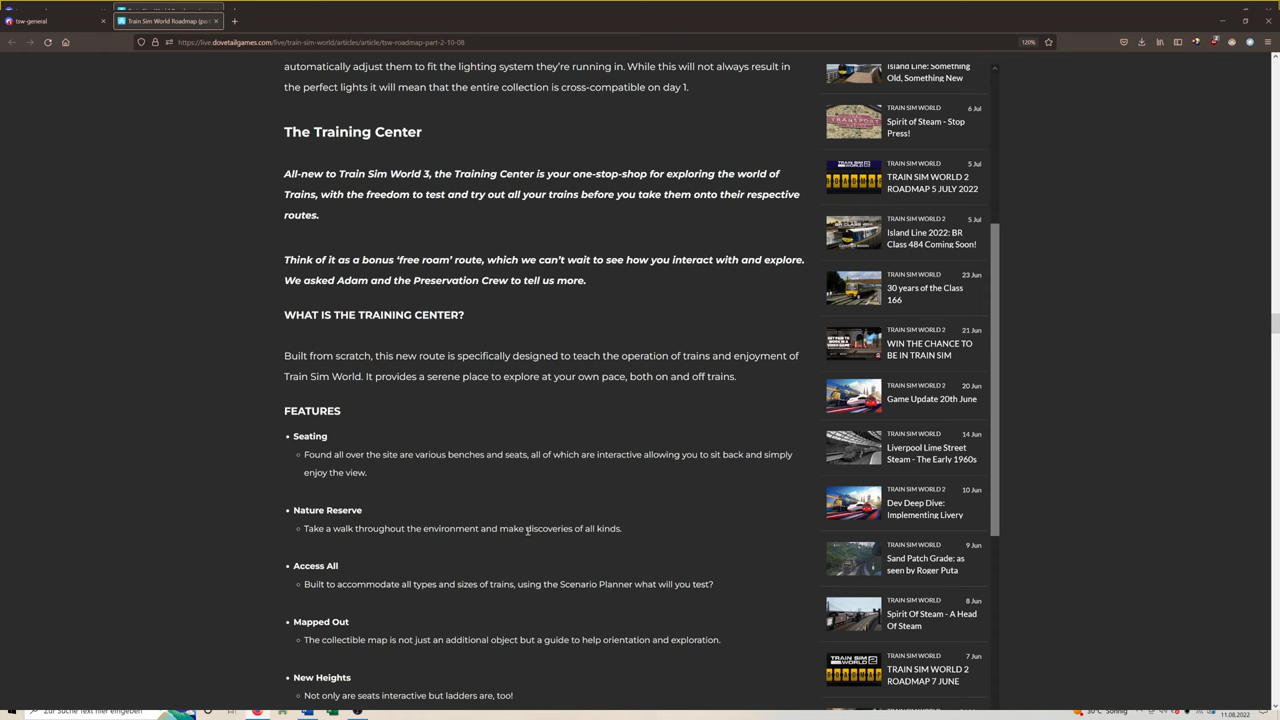 tsw-general
Train Sim World Roadmap (par
https://live.dovetailgames.com/live/train-sim-world/articles/article/tsw-roadmap-part-2-10-08
120%
automatically adjust them to fit the lighting system they're running in. While this will not always result in
the perfect lights it will mean that the entire collection is cross-compatible on day 1.
The Training Center
All-new to Train Sim World 3, the Training Center is your one-stop-shop for exploring the world of
Trains, with the freedom to test and try out all your trains before you take them onto their respective
routes.
Think of it as a bonus 'free roam' route, which we can't wait to see how you interact with and explore.
We asked Adam and the Preservation Crew to tell us more.
WHAT IS THE TRAINING CENTER?
Built from scratch, this new route is specifically designed to teach the operation of trains and enjoyment of
Train Sim World. It provides a serene place to explore at your own pace, both on and off trains.
FEATURES
• Seating
Found all over the site are various benches and seats, all of which are interactive allowing you to sit back and simply
enjoy the view.
• Nature Reserve
Take a walk throughout the environment and make discoveries of all kinds.
• Access All
Built to accommodate all types and sizes of trains, using the Scenario Planner what will you test?
• Mapped Out
The collectible map is not just an additional object but a guide to help orientation and exploration.
• New Heights
Not only are seats interactive but ladders are, too!
Island Line: Something
Old, Something New
TRAIN SIM WORLD 6 Jul
Spirit of Steam - Stop
Press!
TRAIN SIM WORLD 5 Jul
TRAIN SIM WORLD 2
ROADMAP 5 JULY 2022
TRAIN SIM WORLD 2 5 Jul
Island Line 2022: BR
Class 484 Coming Soon!
TRAIN SIM WORLD 2 23 Jun
30 years of the Class
166
TRAIN SIM WORLD 2 21 Jun
WIN THE CHANCE TO
BE IN TRAIN SIM
TRAIN SIM WORLD 2 20 Jun
Game Update 20th June
TRAIN SIM WORLD 14 Jun
Liverpool Lime Street
Steam - The Early 1960s
TRAIN SIM WORLD 2 10 Jun
Dev Deep Dive:
Implementing Livery
TRAIN SIM WORLD 9 Jun
Sand Patch Grade: as
seen by Roger Puta
TRAIN SIM WORLD 8 Jun
Spirit Of Steam - A Head
Of Steam
TRAIN SIM WORLD 2 7 Jun
TRAIN SIM WORLD 2
ROADMAP 7 JUNE
Zur Suche Text hier eingeben
30°C Sonnig
11.08.2022